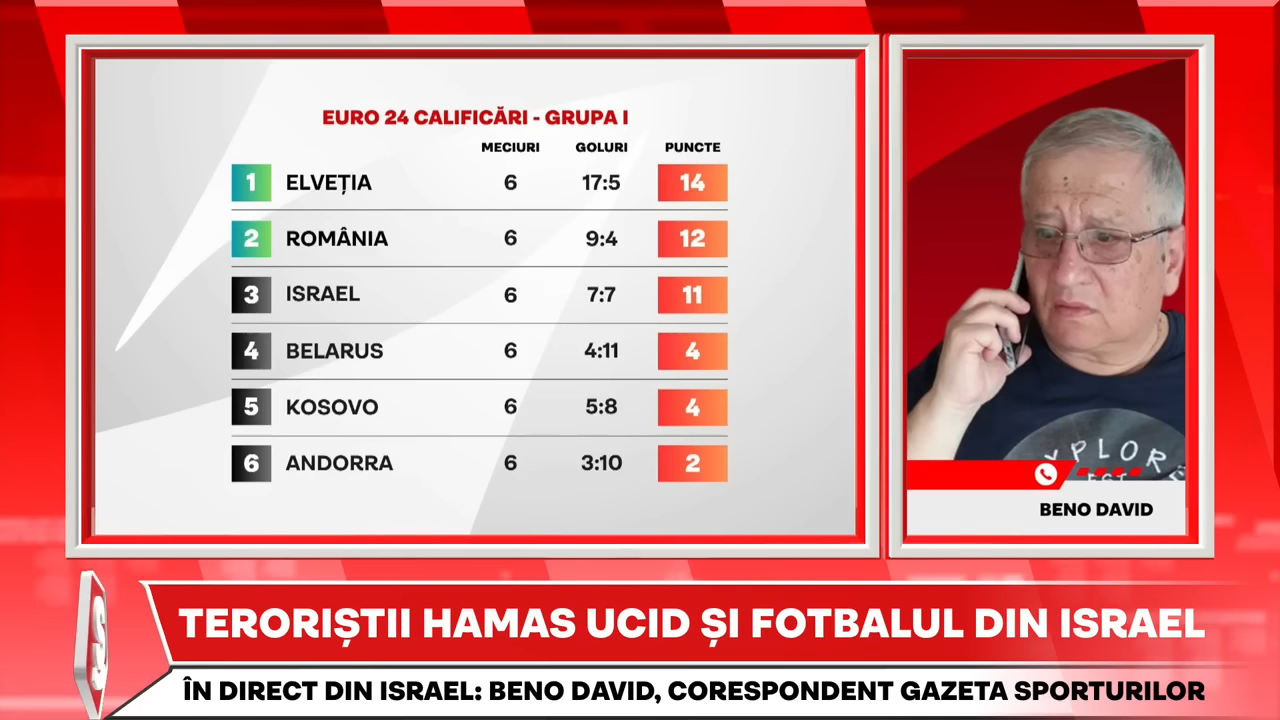 EURO 24 CALIFICĂRI - GRUPA I
MECIURI GOLURI PUNCTE
1 ELVEȚIA 6 17:5 14
2 ROMÂNIA 6 9:4 12
3 ISRAEL 6 7:7 11
4 BELARUS 6 4:11 4
5 KOSOVO 6 5:8 4
6 ANDORRA 6 3:10 2
XPLOR
BENO DAVID
TERORIȘTII HAMAS UCID ȘI FOTBALUL DIN ISRAEL
ÎN DIRECT DIN ISRAEL: BENO DAVID, CORESPONDENT GAZETA SPORTURILOR